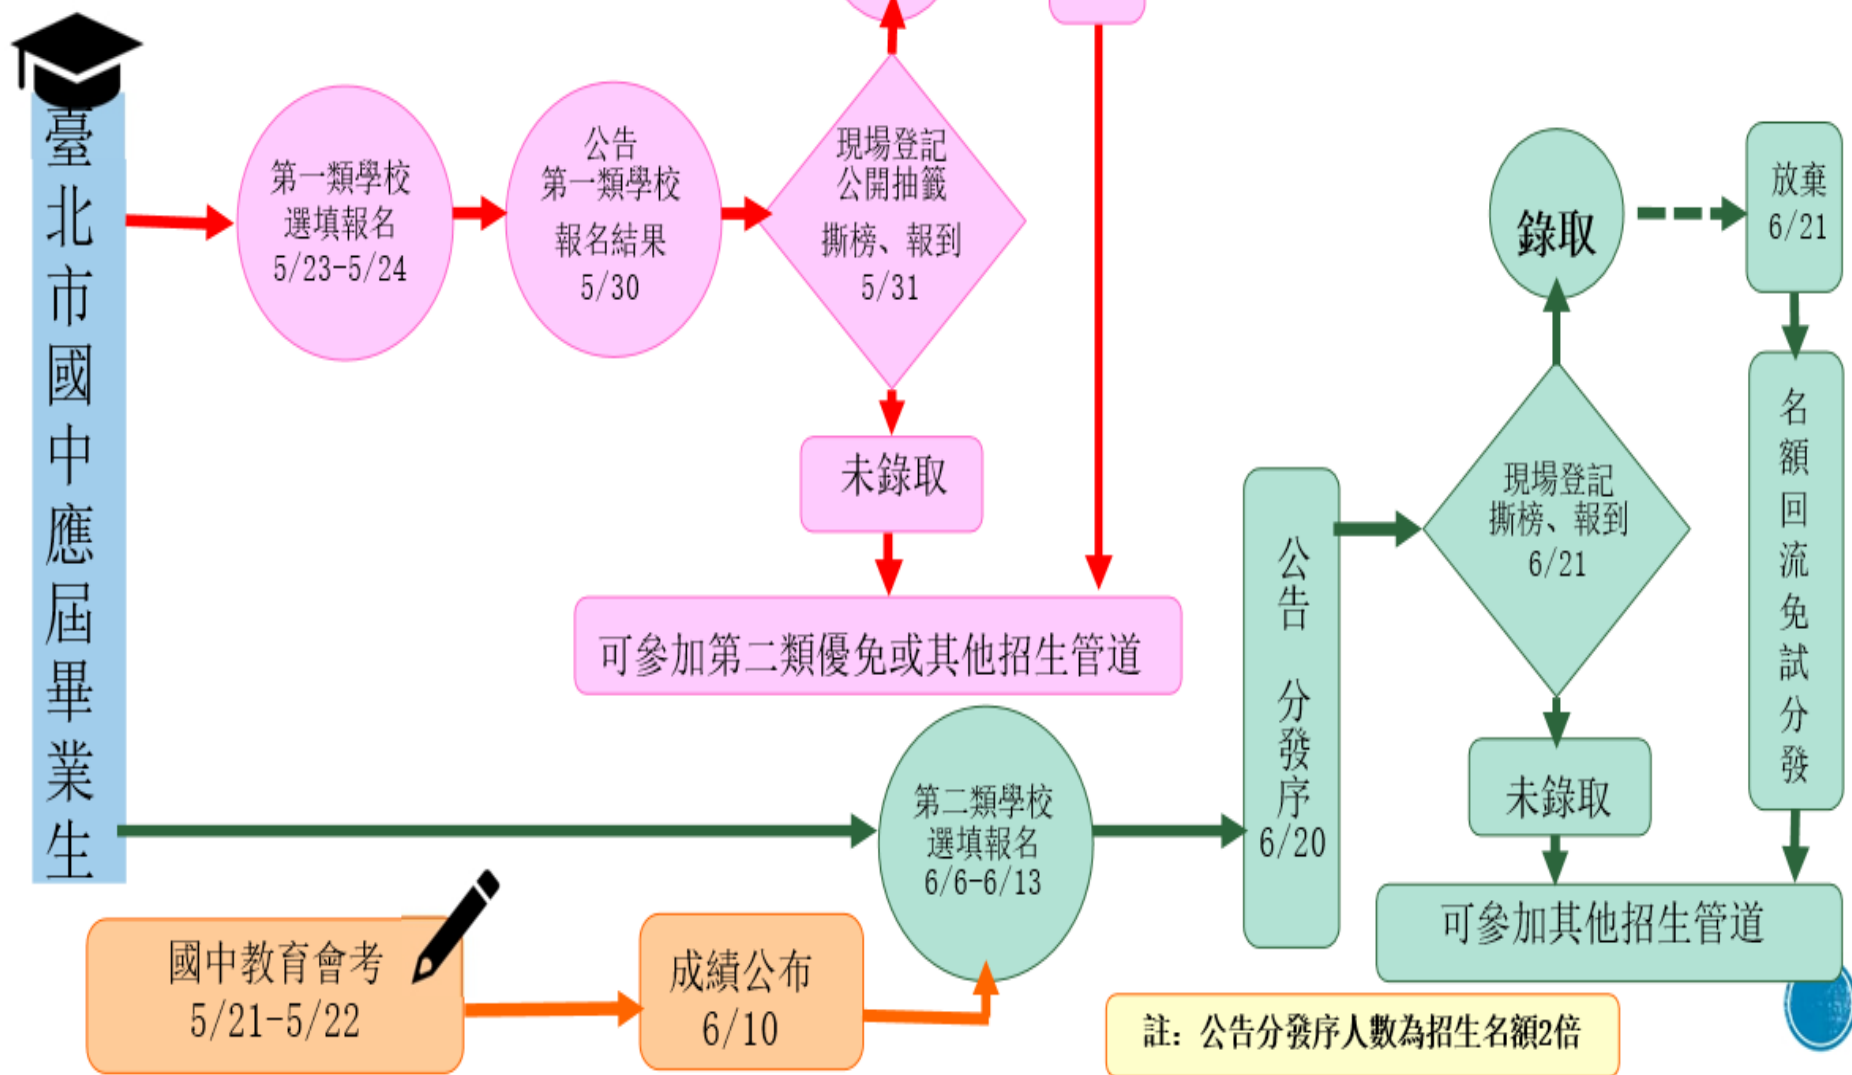 臺北市國中應屆畢業生
第一類學校
選填報名
5/23-5/24
公告
第一類學校
報名結果
5/30
現場登記
公開抽籤
撕榜、報到
5/31
未錄取
可參加第二類優免或其他招生管道
第二類學校
選填報名
6/6-6/13
國中教育會考
5/21-5/22
成績公布
6/10
公告 分發序
6/20
現場登記
撕榜、報到
6/21
錄取
放棄
6/21
名額回流免試分發
未錄取
可參加其他招生管道
註：公告分發序人數為招生名額2倍